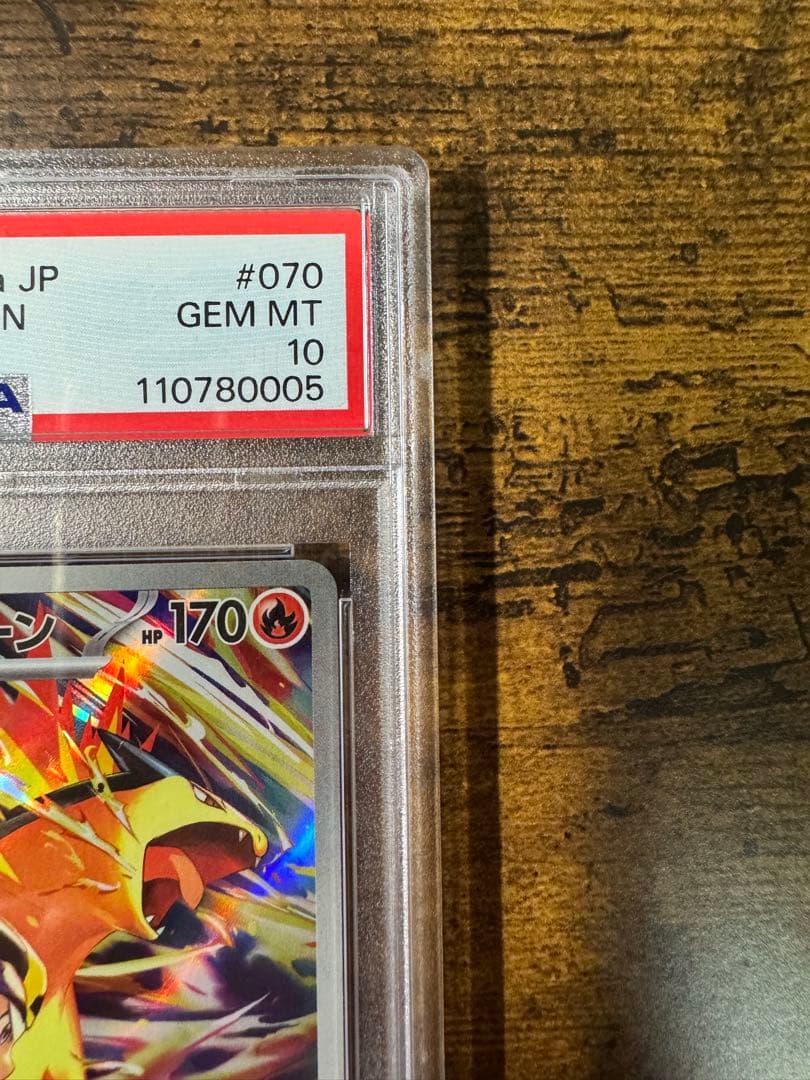 a JP #070
N GEM MT
10
A 110780005
ーン HP 170